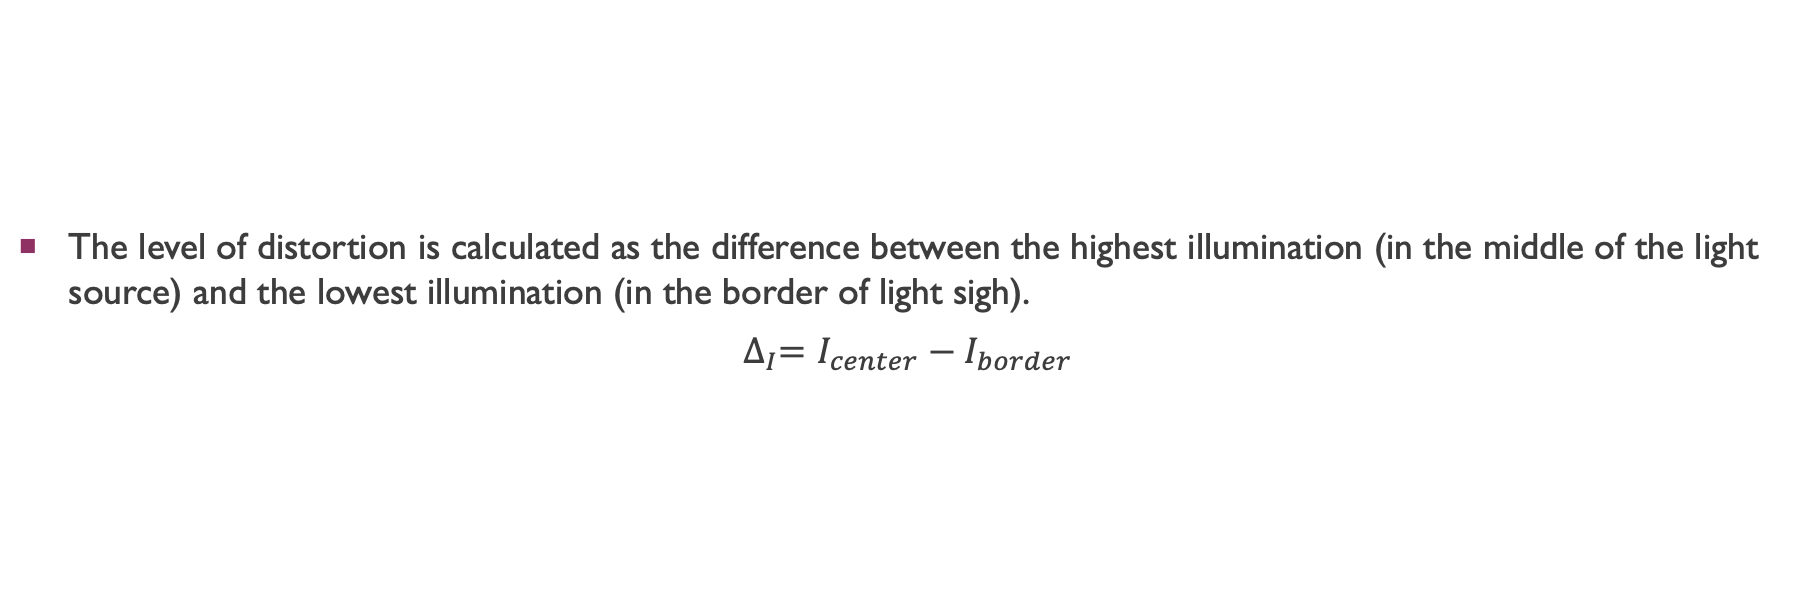 ▪ The level of distortion is calculated as the difference between the highest illumination (in the middle of the light
source) and the lowest illumination (in the border of light sigh).
Δ_I = I_center − I_border